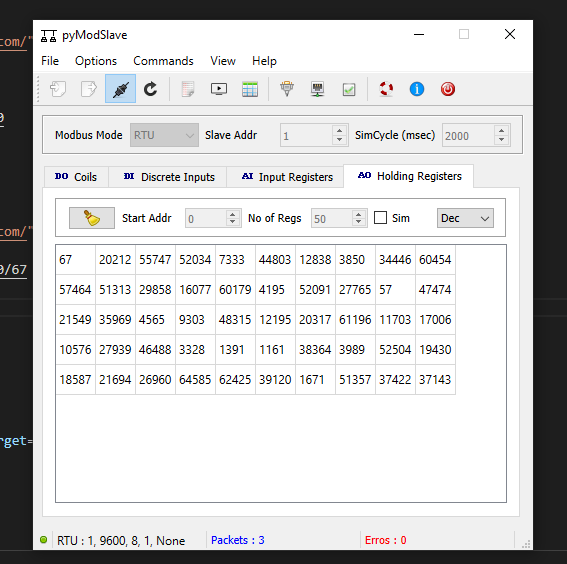 pyModSlave
om/"
File Options Commands View Help
0
Modbus Mode RTU Slave Addr 1 SimCycle (msec) 2000
DO Coils DI Discrete Inputs AI Input Registers AO Holding Registers
Start Addr 0 No of Regs 50 Sim Dec
om/"
67 20212 55747 52034 7333 44803 12838 3850 34446 60454
0/67
57464 51313 29858 16077 60179 4195 52091 27765 57 47474
21549 35969 4565 9303 48315 12195 20317 61196 11703 17006
10576 27939 46488 3328 1391 1161 38364 3989 52504 19430
18587 21694 26960 64585 62425 39120 1671 51357 37422 37143
rget=
RTU : 1, 9600, 8, 1, None Packets : 3 Erros : 0